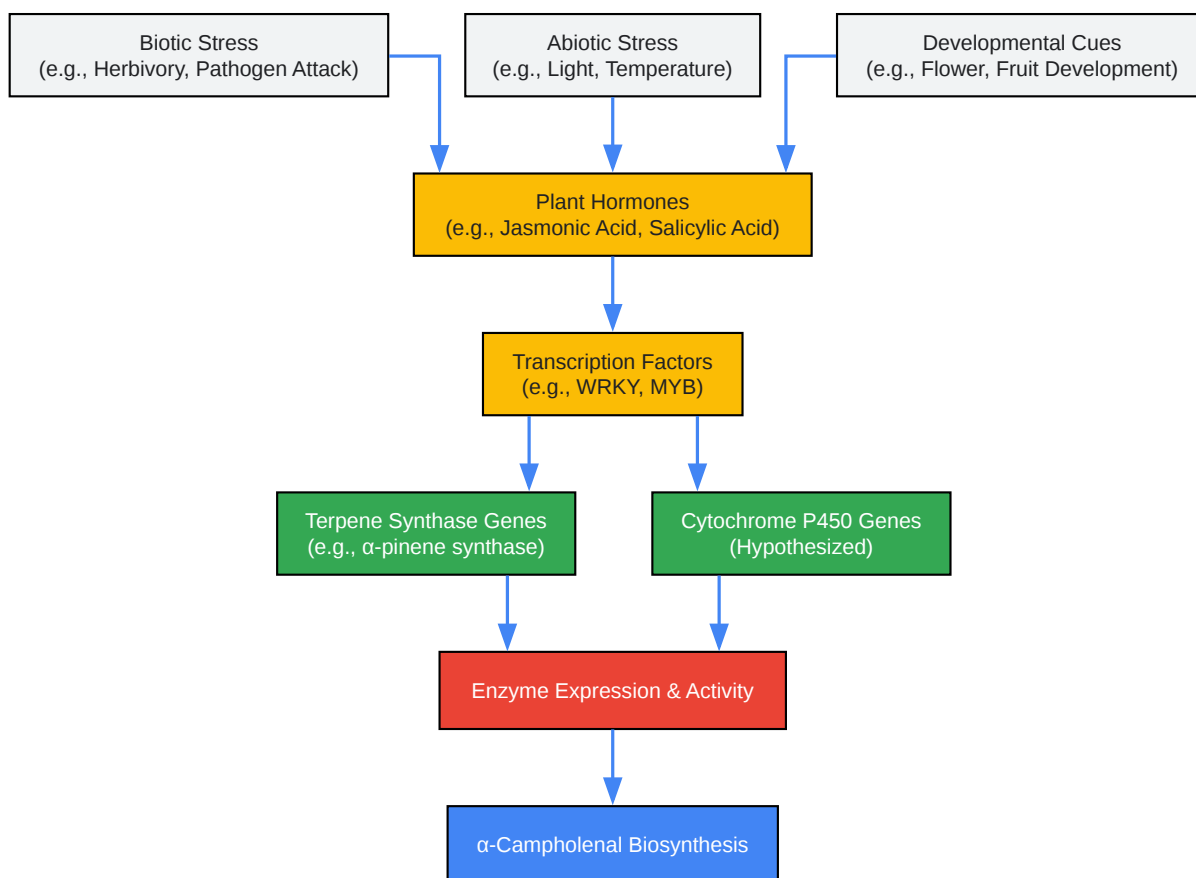 Biotic Stress
(e.g., Herbivory, Pathogen Attack)
Abiotic Stress
(e.g., Light, Temperature)
Developmental Cues
(e.g., Flower, Fruit Development)
Plant Hormones
(e.g., Jasmonic Acid, Salicylic Acid)
Transcription Factors
(e.g., WRKY, MYB)
Terpene Synthase Genes
(e.g., α-pinene synthase)
Cytochrome P450 Genes
(Hypothesized)
Enzyme Expression & Activity
α-Campholenal Biosynthesis